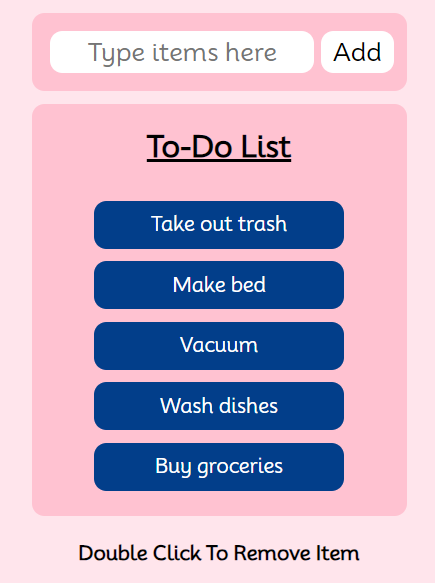 Type items here Add
To-Do List
Take out trash
Make bed
Vacuum
Wash dishes
Buy groceries
Double Click To Remove Item